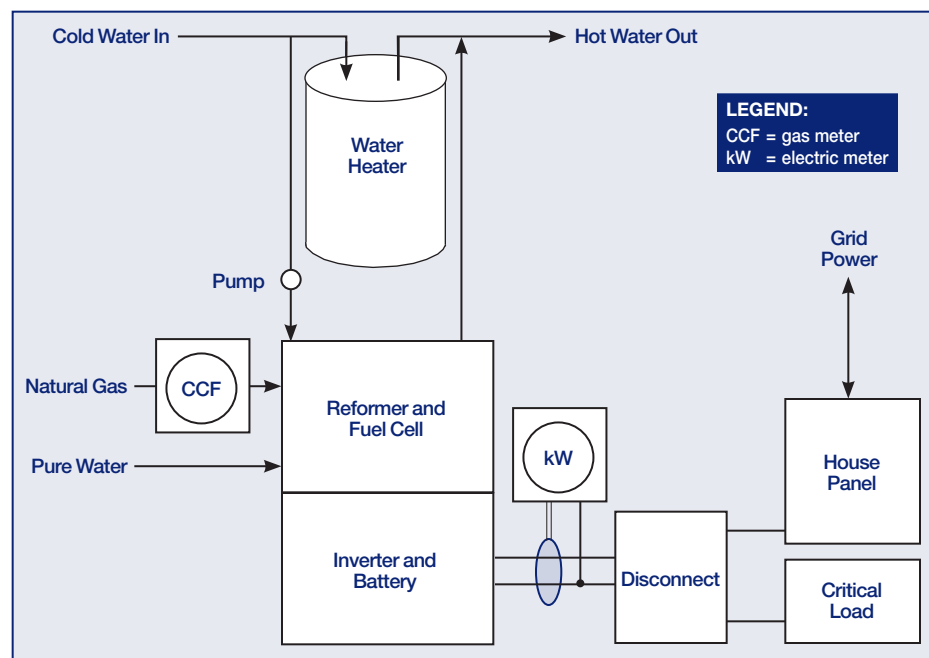 Cold Water In
Hot Water Out
Water
Heater
LEGEND:
CCF = gas meter
kW = electric meter
Grid
Power
Pump
Natural Gas
CCF
Reformer and
Fuel Cell
kW
House
Panel
Pure Water
Inverter and
Battery
Disconnect
Critical
Load